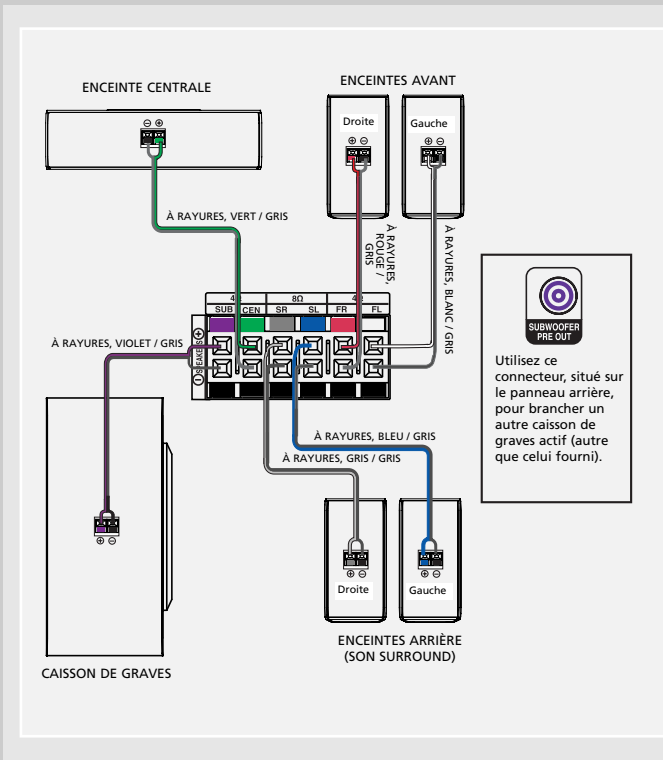 ENCEINTE CENTRALE
ENCEINTES AVANT
Droite
Gauche
⊖ ⊕
⊕ ⊖
⊕ ⊖
À RAYURES, VERT / GRIS
À RAYURES,
ROUGE /
GRIS
À RAYURES, BLANC / GRIS
4Ω
8Ω
4Ω
SUB
CEN
SR
SL
FR
FL
⊖ SPEAKERS ⊕
À RAYURES, VIOLET / GRIS
SUBWOOFER
PRE OUT
Utilisez ce
connecteur, situé sur
le panneau arrière,
pour brancher un
autre caisson de
graves actif (autre
que celui fourni).
À RAYURES, BLEU / GRIS
À RAYURES, GRIS / GRIS
⊕ ⊖
⊕ ⊖
⊕ ⊖
Droite
Gauche
ENCEINTES ARRIÈRE
(SON SURROUND)
CAISSON DE GRAVES